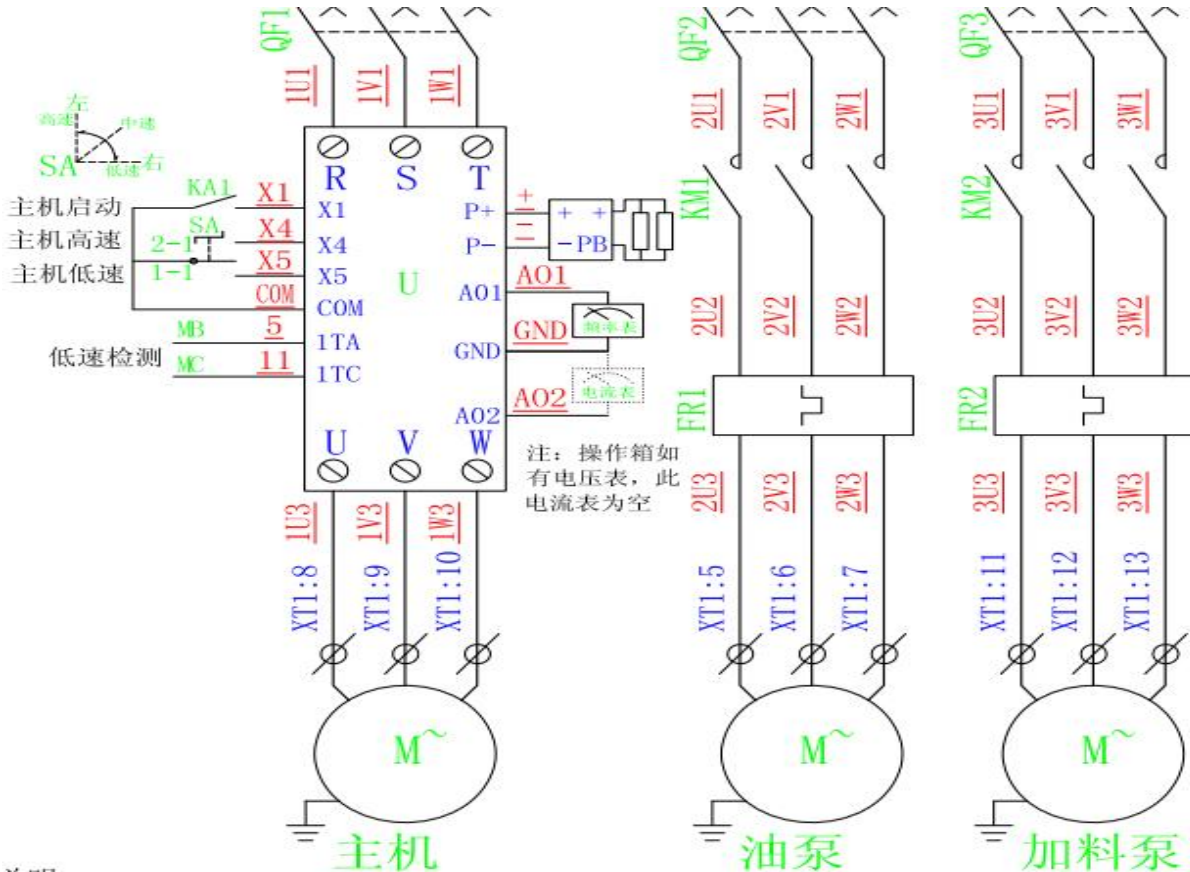 QF1
QF2
QF3
1U1
1V1
1W1
2U1
2V1
2W1
3U1
3V1
3W1
左
高速
中速
SA
低速
右
R
S
T
KM1
KM2
主机启动
KA1
X1
X1
P+
+
+ +
主机高速
2-1
SA
X4
X4
P-
-
-PB
主机低速
1-1
X5
X5
U
AO1
AO1
COM
COM
频率表
低速检测
MB
5
1TA
GND
GND
MC
11
1TC
电流表
AO2
AO2
U
V
W
2U2
2V2
2W2
3U2
3V2
3W2
FR1
FR2
注：操作箱如
有电压表，此
电流表为空
1U3
1V3
1W3
2U3
2V3
2W3
3U3
3V3
3W3
XT1:8
XT1:9
XT1:10
XT1:5
XT1:6
XT1:7
XT1:11
XT1:12
XT1:13
M~
M~
M~
主机
油泵
加料泵